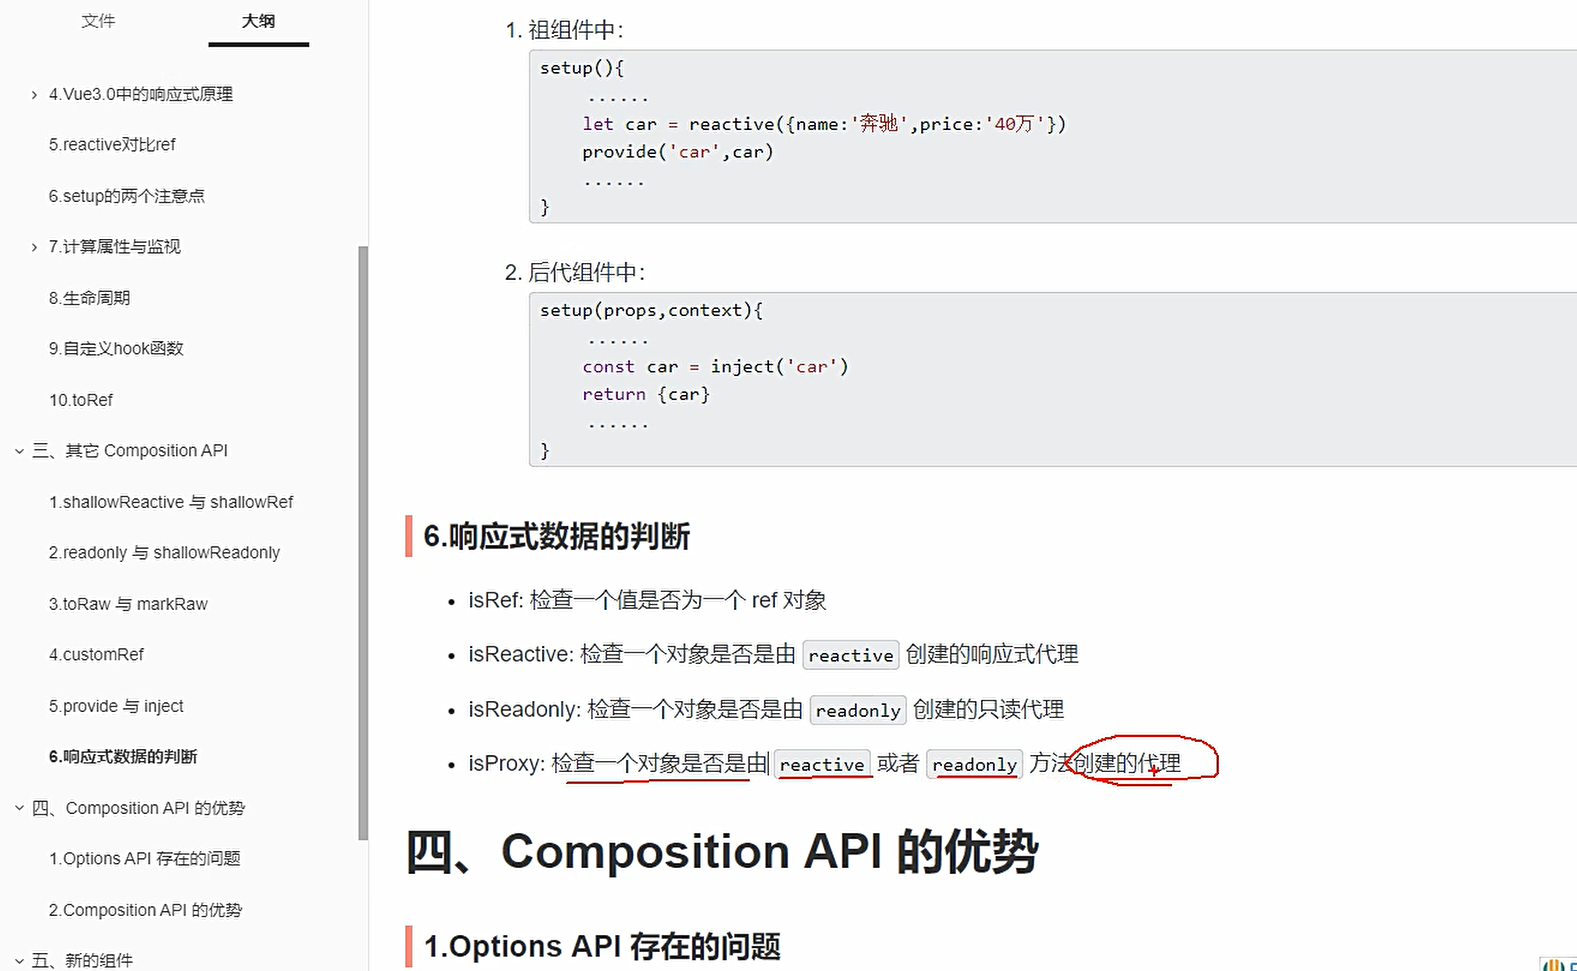 文件
大纲
4.Vue3.0中的响应式原理
5.reactive对比ref
6.setup的两个注意点
7.计算属性与监视
8.生命周期
9.自定义hook函数
10.toRef
三、其它 Composition API
1.shallowReactive 与 shallowRef
2.readonly 与 shallowReadonly
3.toRaw 与 markRaw
4.customRef
5.provide 与 inject
6.响应式数据的判断
四、Composition API 的优势
1.Options API 存在的问题
2.Composition API 的优势
五、新的组件
1. 祖组件中：
setup(){
......
let car = reactive({name:'奔驰',price:'40万'})
provide('car',car)
......
}
2. 后代组件中：
setup(props,context){
......
const car = inject('car')
return {car}
......
}
6.响应式数据的判断
• isRef: 检查一个值是否为一个 ref 对象
• isReactive: 检查一个对象是否是由 reactive 创建的响应式代理
• isReadonly: 检查一个对象是否是由 readonly 创建的只读代理
• isProxy: 检查一个对象是否是由 reactive 或者 readonly 方法创建的代理
四、Composition API 的优势
1.Options API 存在的问题